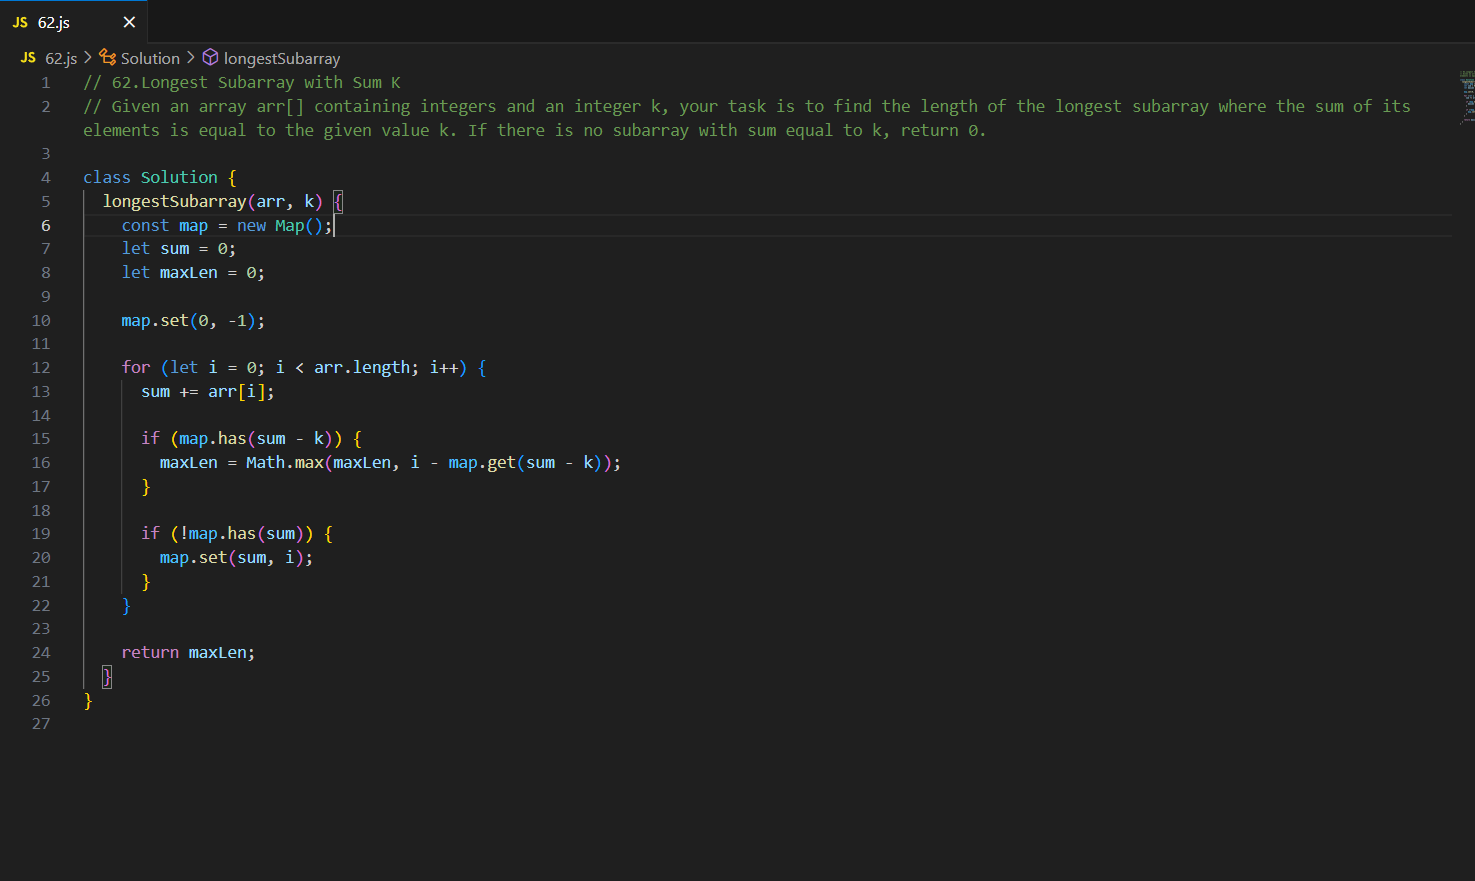 JS 62.js ×
JS 62.js > Solution > longestSubarray
1 // 62.Longest Subarray with Sum K
2 // Given an array arr[] containing integers and an integer k, your task is to find the length of the longest subarray where the sum of its
elements is equal to the given value k. If there is no subarray with sum equal to k, return 0.
3
4 class Solution {
5 longestSubarray(arr, k) {
6 const map = new Map();
7 let sum = 0;
8 let maxLen = 0;
9
10 map.set(0, -1);
11
12 for (let i = 0; i < arr.length; i++) {
13 sum += arr[i];
14
15 if (map.has(sum - k)) {
16 maxLen = Math.max(maxLen, i - map.get(sum - k));
17 }
18
19 if (!map.has(sum)) {
20 map.set(sum, i);
21 }
22 }
23
24 return maxLen;
25 }
26 }
27